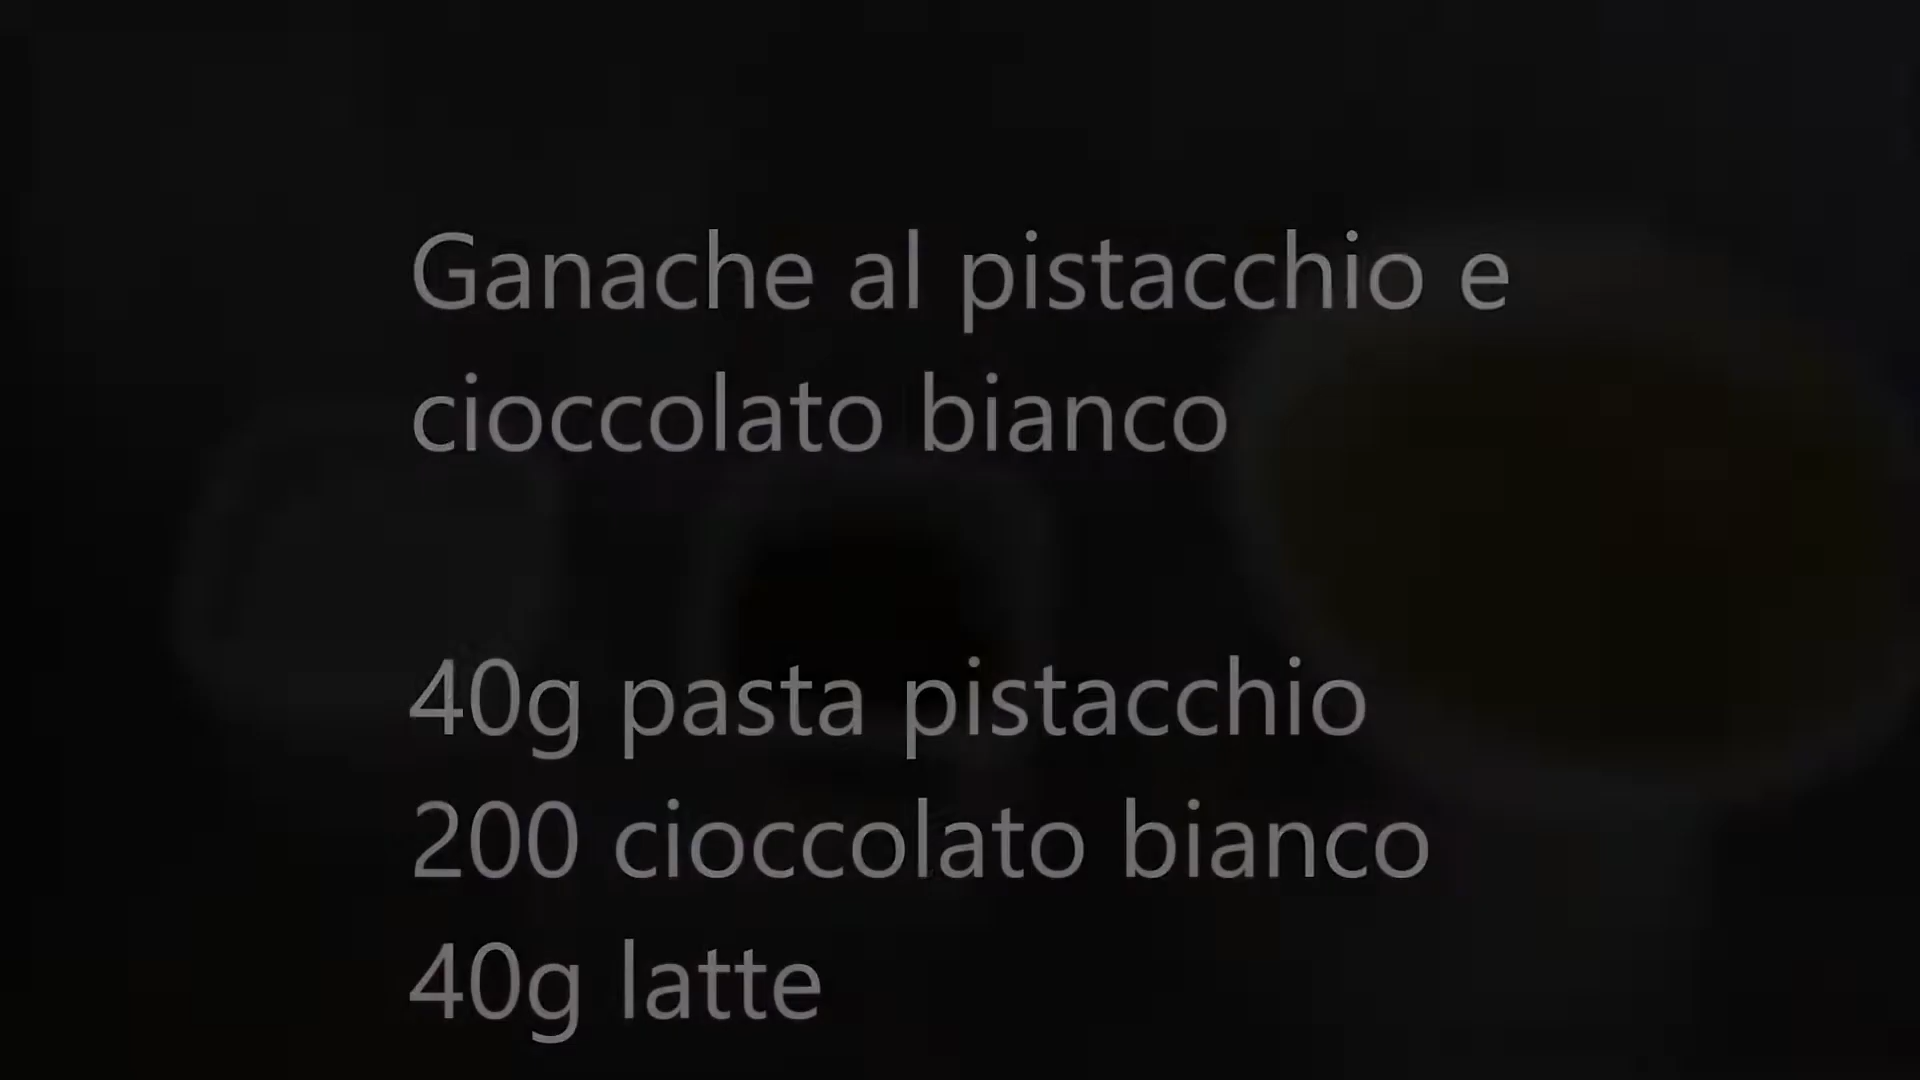 Ganache al pistacchio e
cioccolato bianco
40g pasta pistacchio
200 cioccolato bianco
40g latte